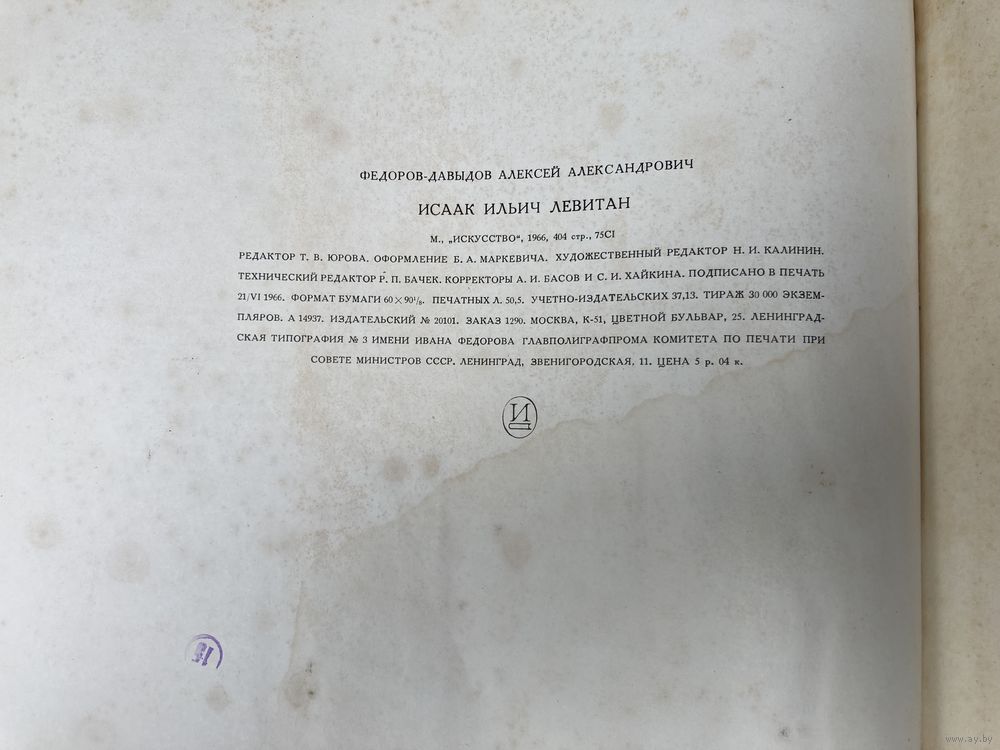 ФЕДОРОВ-ДАВЫДОВ АЛЕКСЕЙ АЛЕКСАНДРОВИЧ
ИСААК ИЛЬИЧ ЛЕВИТАН
М., „ИСКУССТВО“, 1966, 404 стр., 75С1
РЕДАКТОР Т. В. ЮРОВА. ОФОРМЛЕНИЕ Б. А. МАРКЕВИЧА. ХУДОЖЕСТВЕННЫЙ РЕДАКТОР Н. И. КАЛИНИН.
ТЕХНИЧЕСКИЙ РЕДАКТОР Р. П. БАЧЕК. КОРРЕКТОРЫ А. И. БАСОВ И С. И. ХАЙКИНА. ПОДПИСАНО В ПЕЧАТЬ
21/VI 1966. ФОРМАТ БУМАГИ 60×90¹/₈. ПЕЧАТНЫХ Л. 50,5. УЧЕТНО-ИЗДАТЕЛЬСКИХ 37,13. ТИРАЖ 30 000 ЭКЗЕМ-
ПЛЯРОВ. А 14937. ИЗДАТЕЛЬСКИЙ № 20101. ЗАКАЗ 1290. МОСКВА, К-51, ЦВЕТНОЙ БУЛЬВАР, 25. ЛЕНИНГРАД-
СКАЯ ТИПОГРАФИЯ № 3 ИМЕНИ ИВАНА ФЕДОРОВА ГЛАВПОЛИГРАФПРОМА КОМИТЕТА ПО ПЕЧАТИ ПРИ
СОВЕТЕ МИНИСТРОВ СССР. ЛЕНИНГРАД, ЗВЕНИГОРОДСКАЯ, 11. ЦЕНА 5 р. 04 к.
И
www.ay.by